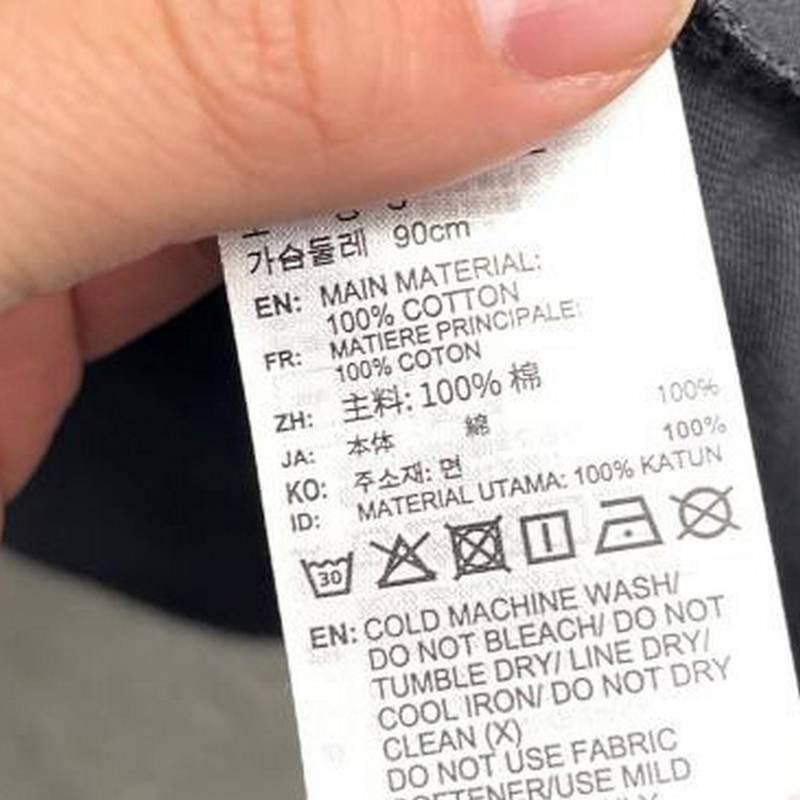 가슴둘레 90cm
EN: MAIN MATERIAL:
100% COTTON
FR: MATIERE PRINCIPALE:
100% COTON
ZH: 主料: 100% 棉
JA: 本体 綿 100%
KO: 주소재: 면 100%
ID: MATERIAL UTAMA: 100% KATUN
30
EN: COLD MACHINE WASH/
DO NOT BLEACH/ DO NOT
TUMBLE DRY/ LINE DRY/
COOL IRON/ DO NOT DRY
CLEAN (X)
DO NOT USE FABRIC
SOFTENER/USE MILD